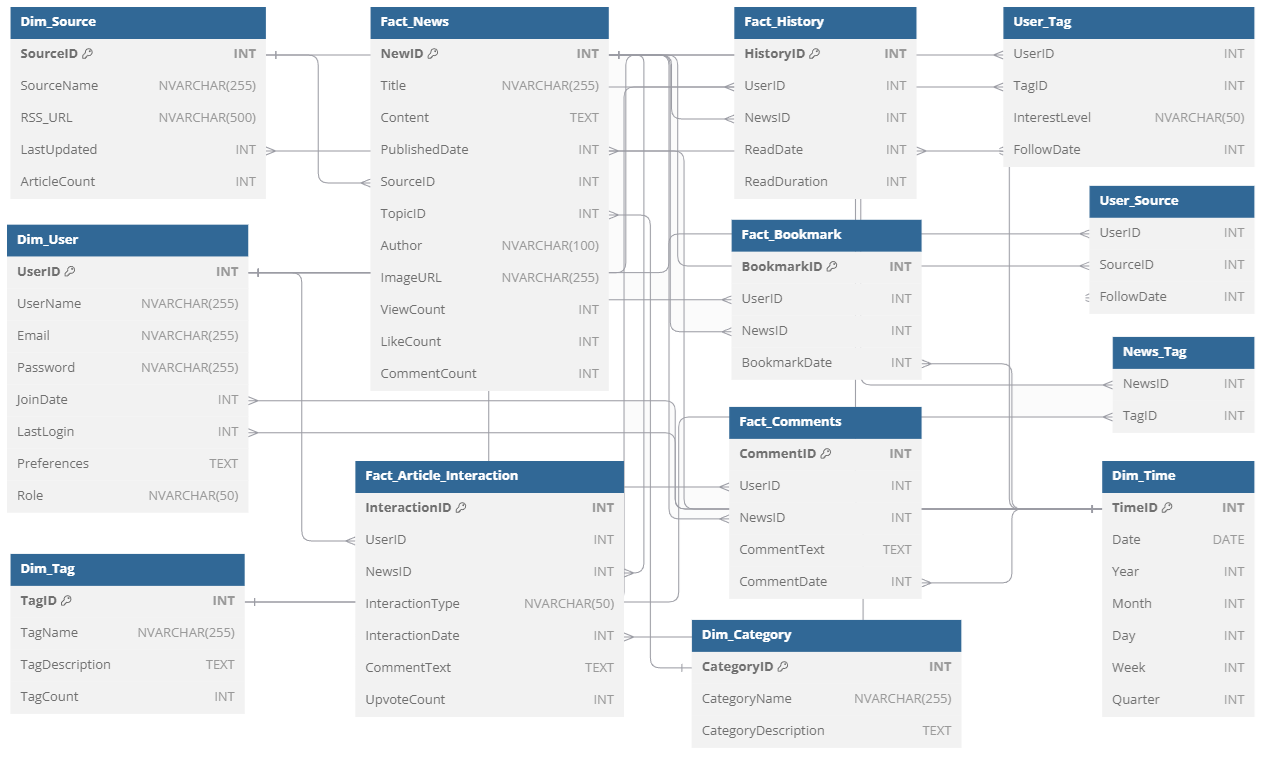 Dim_Source
SourceID INT
SourceName NVARCHAR(255)
RSS_URL NVARCHAR(500)
LastUpdated INT
ArticleCount INT
Fact_News
NewID INT
Title NVARCHAR(255)
Content TEXT
PublishedDate INT
SourceID INT
TopicID INT
Author NVARCHAR(100)
ImageURL NVARCHAR(255)
ViewCount INT
LikeCount INT
CommentCount INT
Fact_History
HistoryID INT
UserID INT
NewsID INT
ReadDate INT
ReadDuration INT
User_Tag
UserID INT
TagID INT
InterestLevel NVARCHAR(50)
FollowDate INT
User_Source
UserID INT
SourceID INT
FollowDate INT
Dim_User
UserID INT
UserName NVARCHAR(255)
Email NVARCHAR(255)
Password NVARCHAR(255)
JoinDate INT
LastLogin INT
Preferences TEXT
Role NVARCHAR(50)
Fact_Bookmark
BookmarkID INT
UserID INT
NewsID INT
BookmarkDate INT
News_Tag
NewsID INT
TagID INT
Fact_Comments
CommentID INT
UserID INT
NewsID INT
CommentText TEXT
CommentDate INT
Fact_Article_Interaction
InteractionID INT
UserID INT
NewsID INT
InteractionType NVARCHAR(50)
InteractionDate INT
CommentText TEXT
UpvoteCount INT
Dim_Time
TimeID INT
Date DATE
Year INT
Month INT
Day INT
Week INT
Quarter INT
Dim_Tag
TagID INT
TagName NVARCHAR(255)
TagDescription TEXT
TagCount INT
Dim_Category
CategoryID INT
CategoryName NVARCHAR(255)
CategoryDescription TEXT